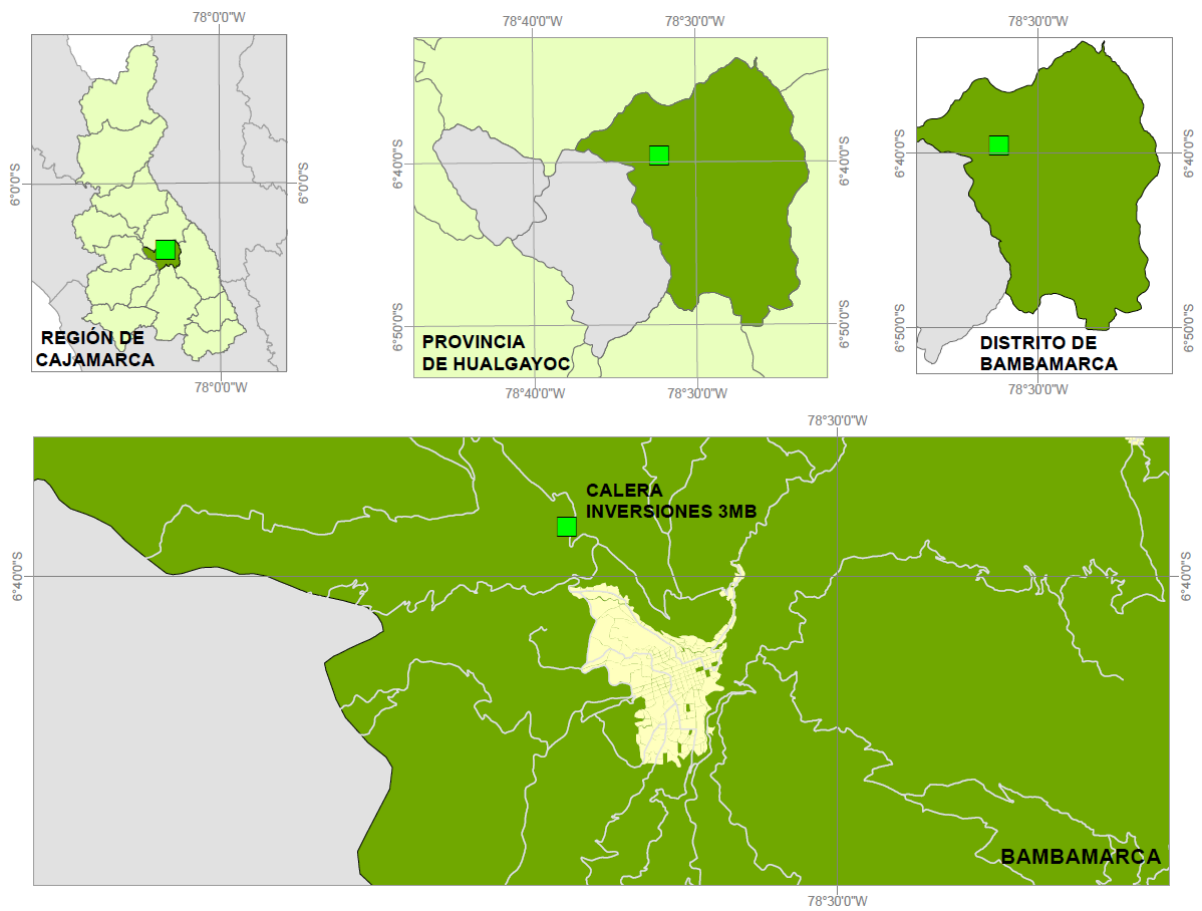 78°0'0"W
6°0'0"S
6°0'0"S
REGIÓN DE
CAJAMARCA
78°0'0"W
78°40'0"W
78°30'0"W
6°40'0"S
6°40'0"S
6°50'0"S
6°50'0"S
PROVINCIA
DE HUALGAYOC
78°40'0"W
78°30'0"W
78°30'0"W
6°40'0"S
6°40'0"S
6°50'0"S
6°50'0"S
DISTRITO DE
BAMBAMARCA
78°30'0"W
78°30'0"W
CALERA
INVERSIONES 3MB
6°40'0"S
6°40'0"S
BAMBAMARCA
78°30'0"W